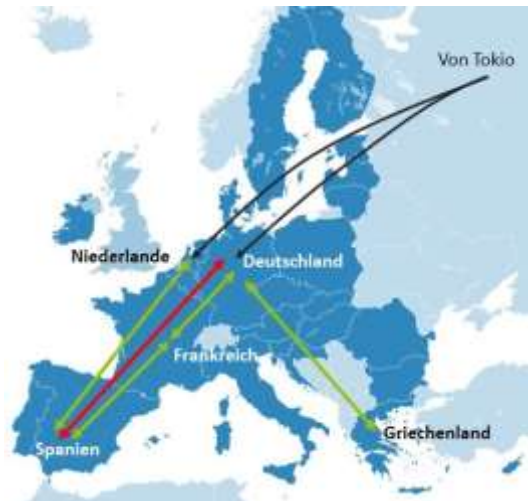 Von Tokio
Niederlande
Deutschland
Frankreich
Spanien
Griechenland